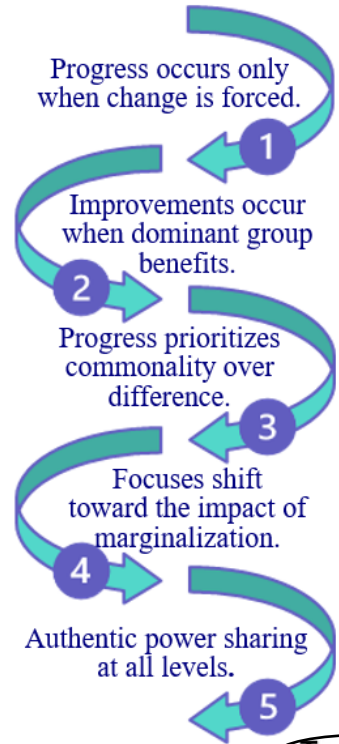 Progress occurs only
when change is forced.
1
Improvements occur
when dominant group
benefits.
2
Progress prioritizes
commonality over
difference.
3
Focuses shift
toward the impact of
marginalization.
4
Authentic power sharing
at all levels.
5